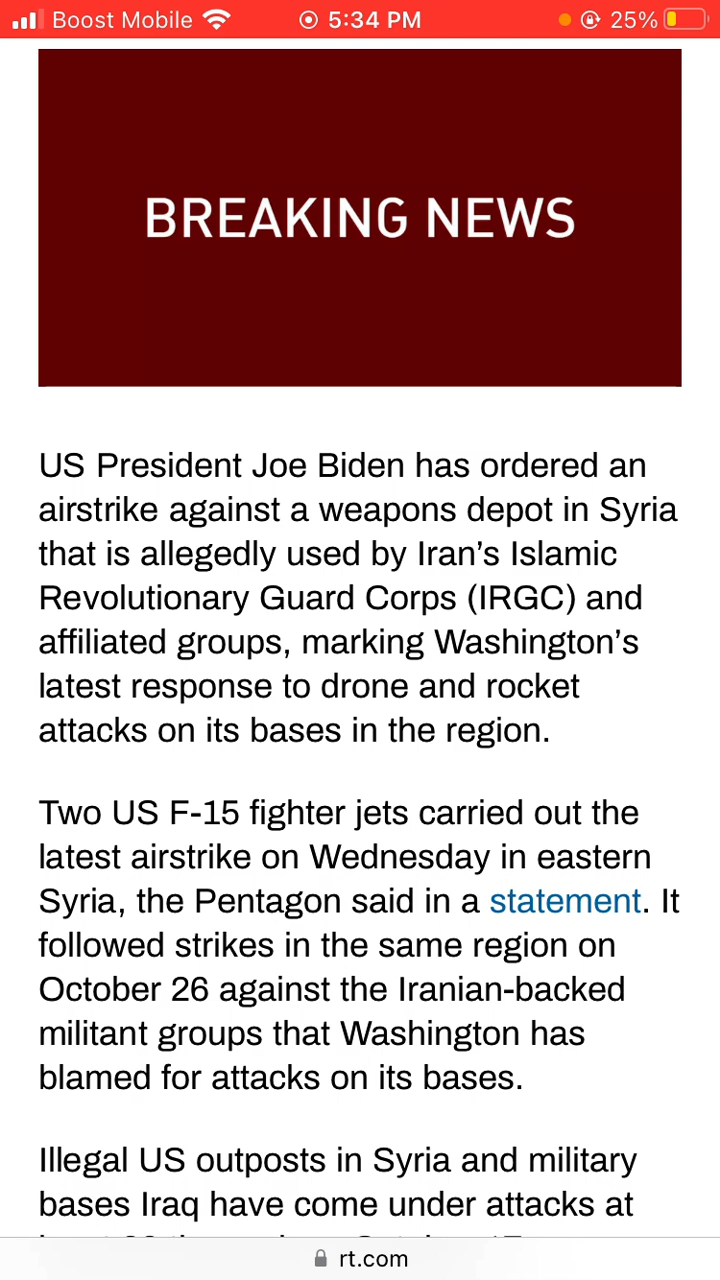 Boost Mobile 5:34 PM 25%
BREAKING NEWS
US President Joe Biden has ordered an
airstrike against a weapons depot in Syria
that is allegedly used by Iran’s Islamic
Revolutionary Guard Corps (IRGC) and
affiliated groups, marking Washington’s
latest response to drone and rocket
attacks on its bases in the region.
Two US F-15 fighter jets carried out the
latest airstrike on Wednesday in eastern
Syria, the Pentagon said in a statement. It
followed strikes in the same region on
October 26 against the Iranian-backed
militant groups that Washington has
blamed for attacks on its bases.
Illegal US outposts in Syria and military
bases Iraq have come under attacks at
rt.com